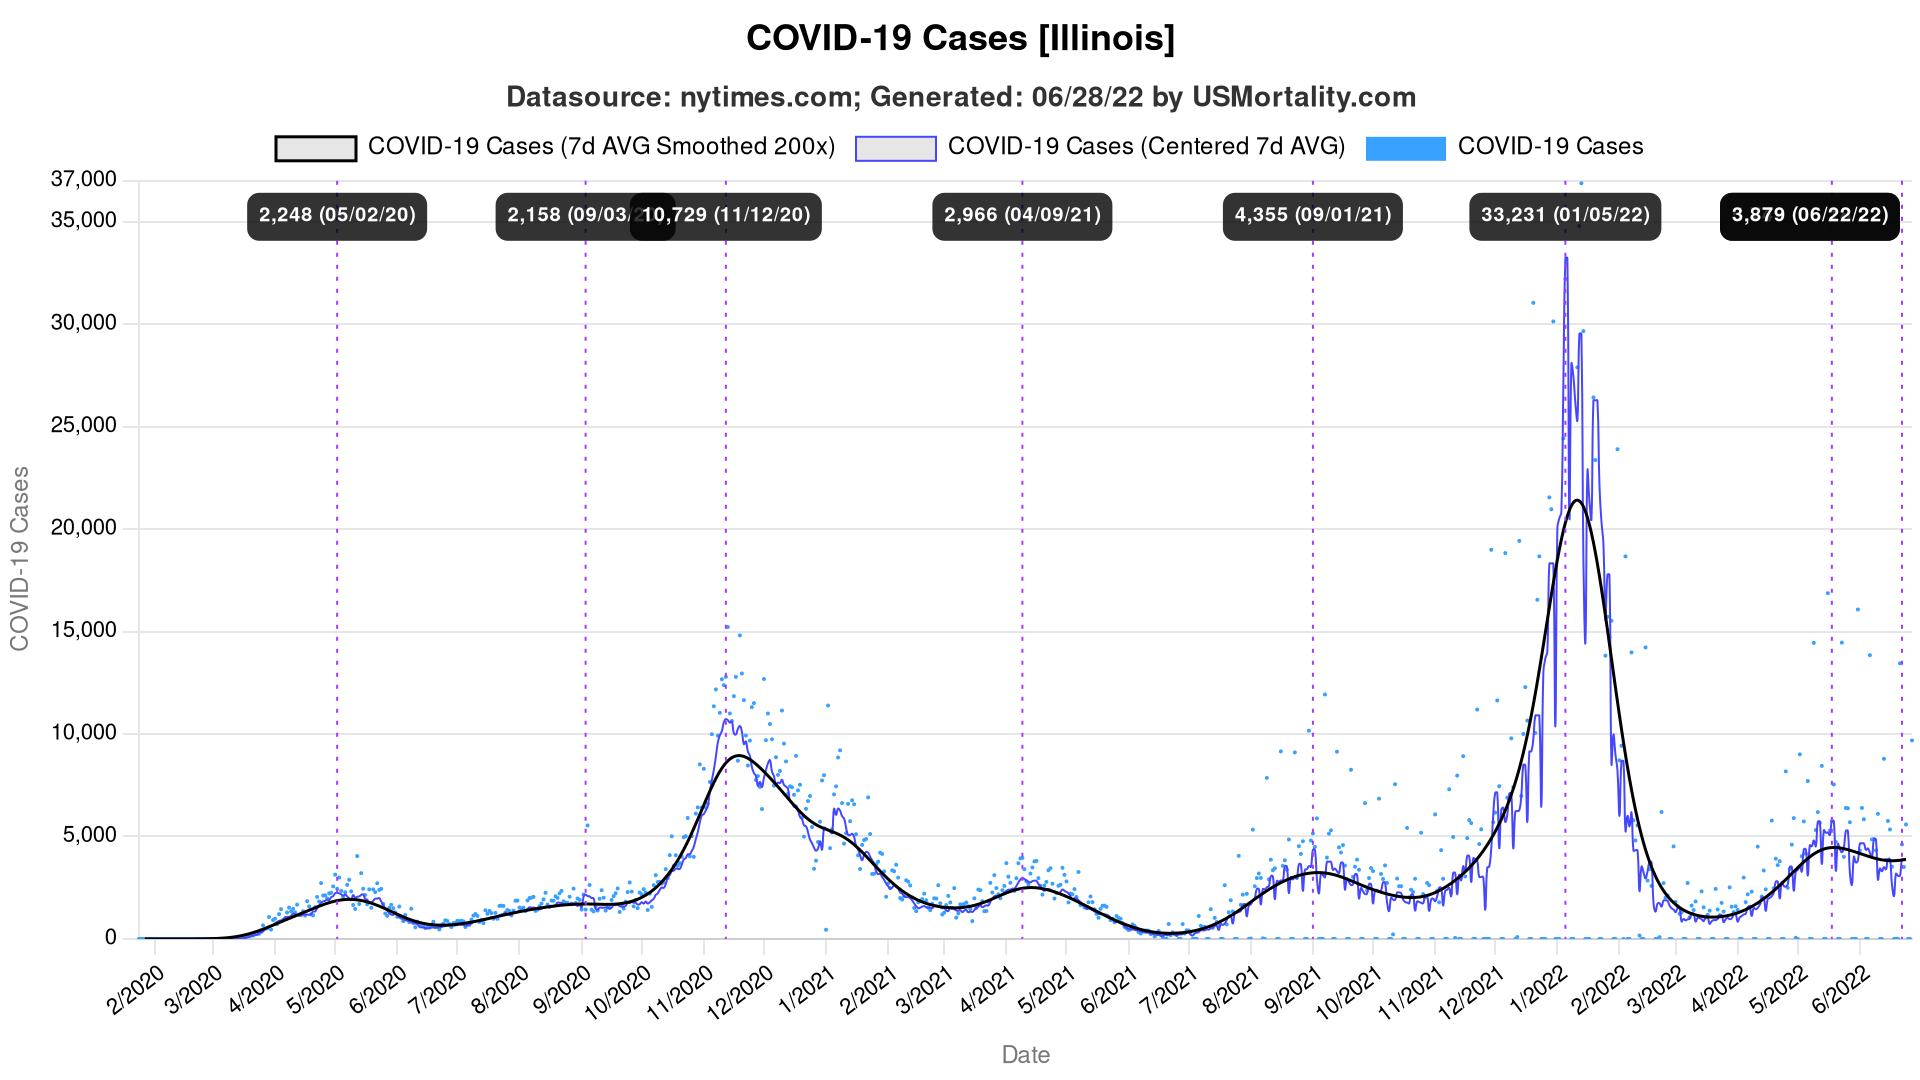 COVID-19 Cases [Illinois]
Datasource: nytimes.com; Generated: 06/28/22 by USMortality.com
COVID-19 Cases (7d AVG Smoothed 200x) COVID-19 Cases (Centered 7d AVG) COVID-19 Cases
37,000
35,000
30,000
25,000
20,000
15,000
10,000
5,000
0
COVID-19 Cases
2,248 (05/02/20) 2,158 (09/03/ 10,729 (11/12/20) 2,966 (04/09/21) 4,355 (09/01/21) 33,231 (01/05/22) 3,879 (06/22/22)
2/2020 3/2020 4/2020 5/2020 6/2020 7/2020 8/2020 9/2020 10/2020 11/2020 12/2020 1/2021 2/2021 3/2021 4/2021 5/2021 6/2021 7/2021 8/2021 9/2021 10/2021 11/2021 12/2021 1/2022 2/2022 3/2022 4/2022 5/2022 6/2022
Date